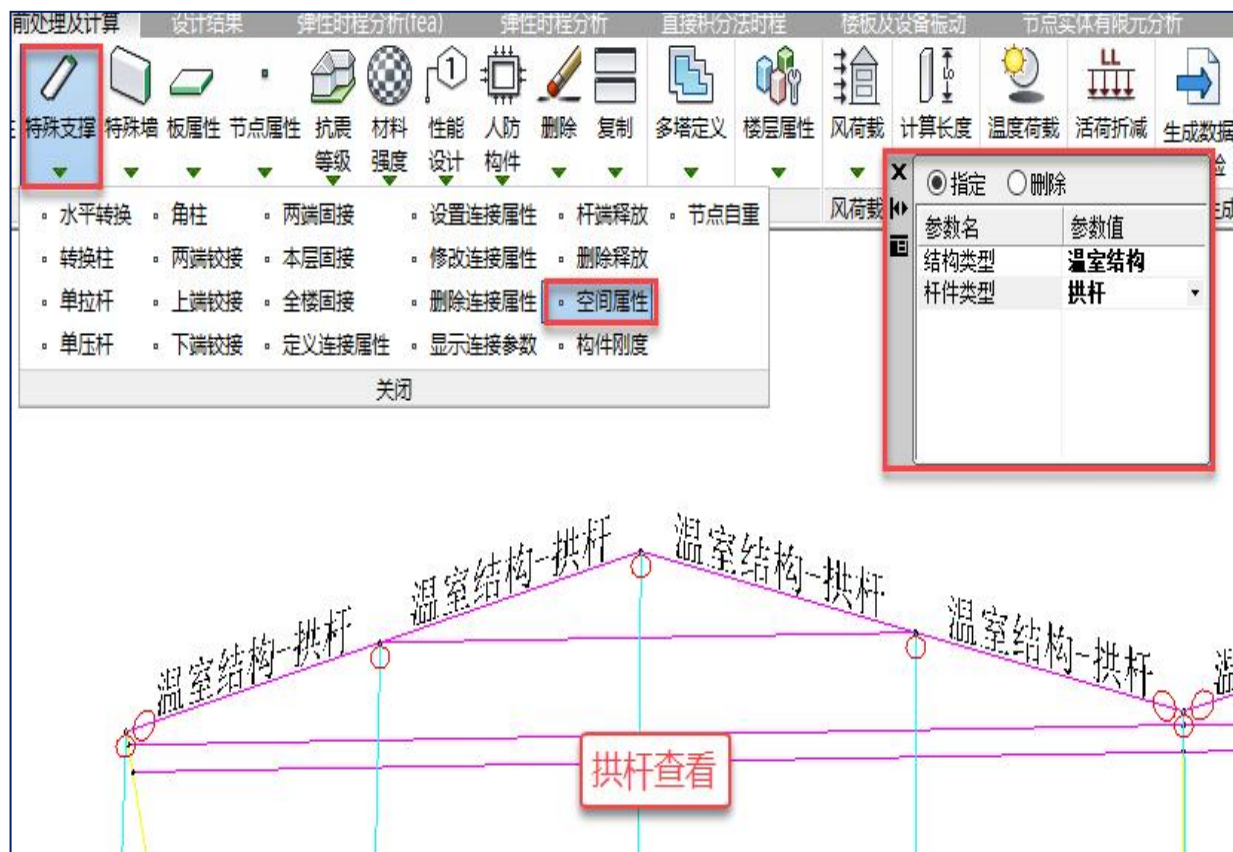 前处理及计算 设计结果 弹性时程分析(fea) 弹性时程分析 直接积分法时程 楼板及设备振动 节点实体有限元分析
特殊支撑 特殊墙 板属性 节点属性 抗震等级 材料强度 性能设计 人防构件 删除 复制 多塔定义 楼层属性 风荷载 计算长度 温度荷载 活荷折减 生成数据
LL
风荷载
水平转换 角柱 两端固接 设置连接属性 杆端释放 节点自重
转换柱 两端铰接 本层固接 修改连接属性 删除释放
单拉杆 上端铰接 全楼固接 删除连接属性 空间属性
单压杆 下端铰接 定义连接属性 显示连接参数 构件刚度
关闭
指定 删除
参数名 参数值
结构类型 温室结构
杆件类型 拱杆
温室结构-拱杆
温室结构-拱杆
温室结构-拱杆
温室结构-拱杆
温
拱杆查看